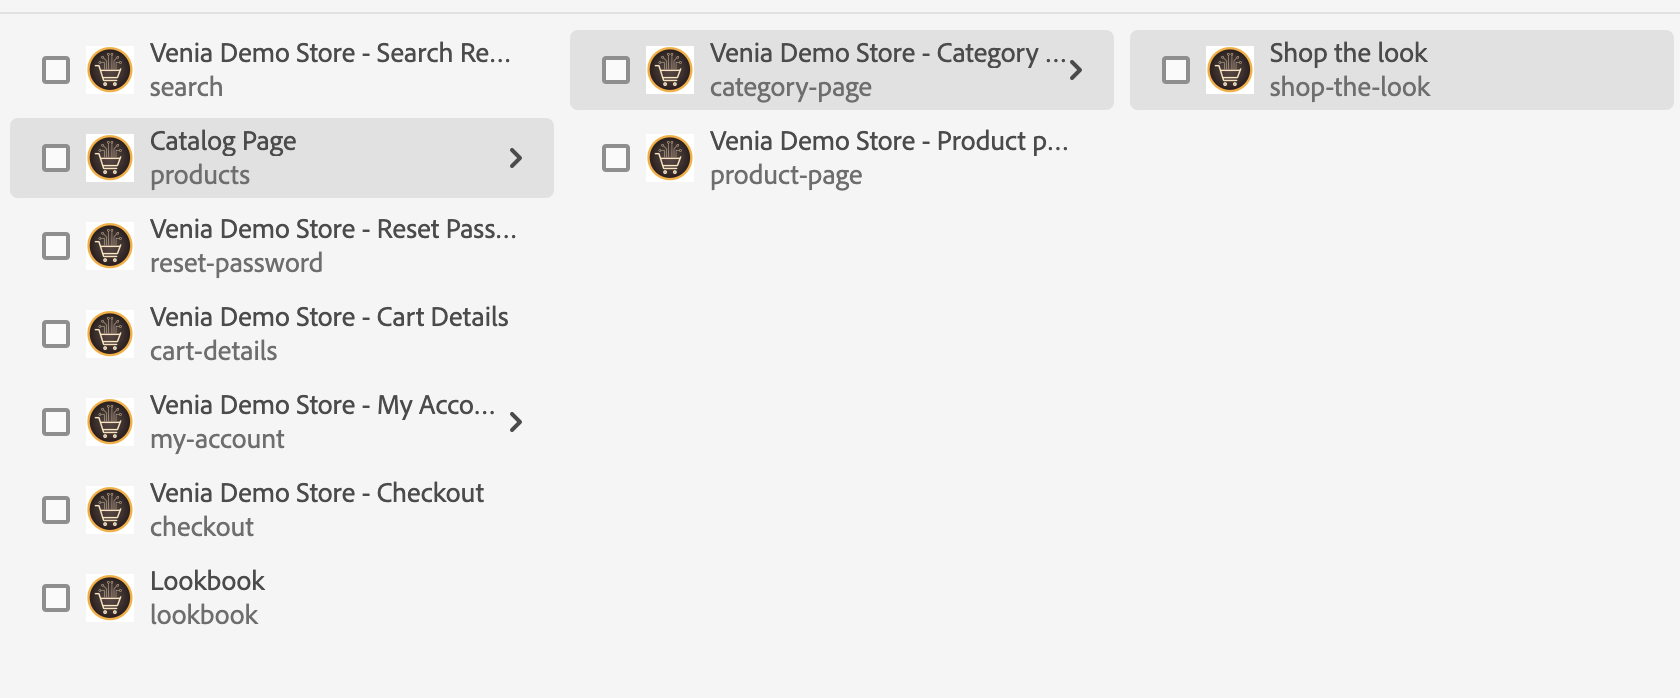 Venia Demo Store - Search Re...
search
Catalog Page
products
Venia Demo Store - Reset Pass...
reset-password
Venia Demo Store - Cart Details
cart-details
Venia Demo Store - My Acco...
my-account
Venia Demo Store - Checkout
checkout
Lookbook
lookbook
Venia Demo Store - Category ...
category-page
Venia Demo Store - Product p...
product-page
Shop the look
shop-the-look